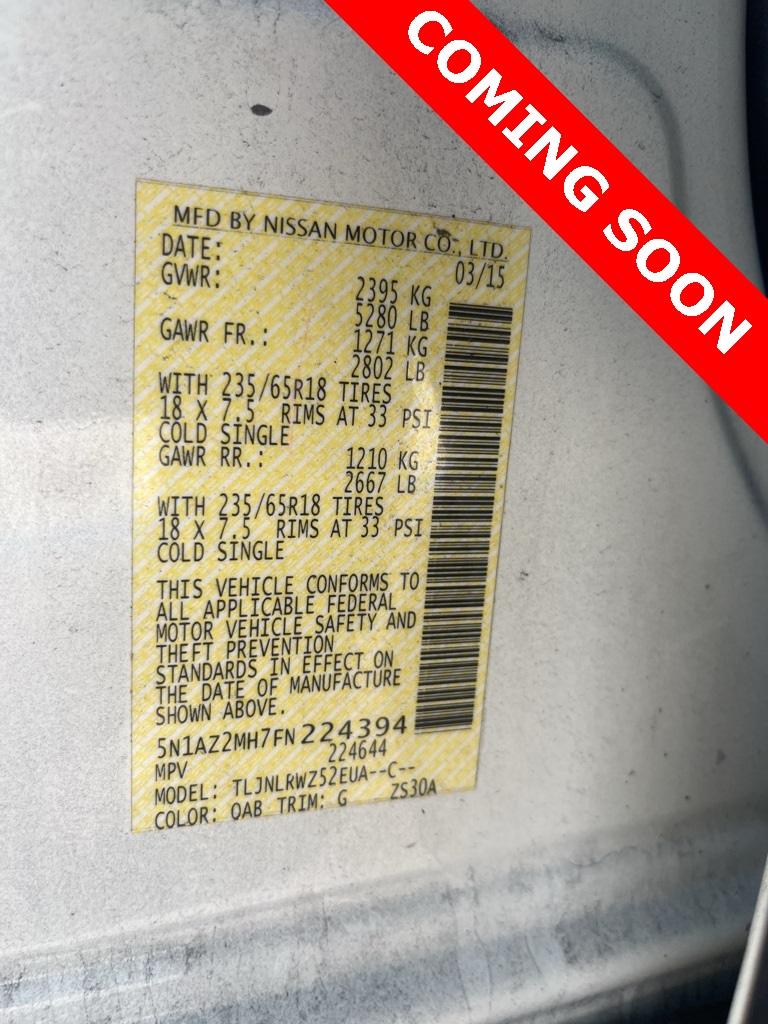 COMING SOON
MFD BY NISSAN MOTOR CO., LTD.
DATE: 03/15
GVWR: 2395 KG
5280 LB
GAWR FR.: 1271 KG
2802 LB
WITH 235/65R18 TIRES
18 X 7.5 RIMS AT 33 PSI
COLD SINGLE
GAWR RR.: 1210 KG
2667 LB
WITH 235/65R18 TIRES
18 X 7.5 RIMS AT 33 PSI
COLD SINGLE
THIS VEHICLE CONFORMS TO
ALL APPLICABLE FEDERAL
MOTOR VEHICLE SAFETY AND
THEFT PREVENTION
STANDARDS IN EFFECT ON
THE DATE OF MANUFACTURE
SHOWN ABOVE.
5N1AZ2MH7FN224394
MPV 224644
MODEL: TLJNLRWZ52EUA--C--
COLOR: QAB TRIM: G ZS30A